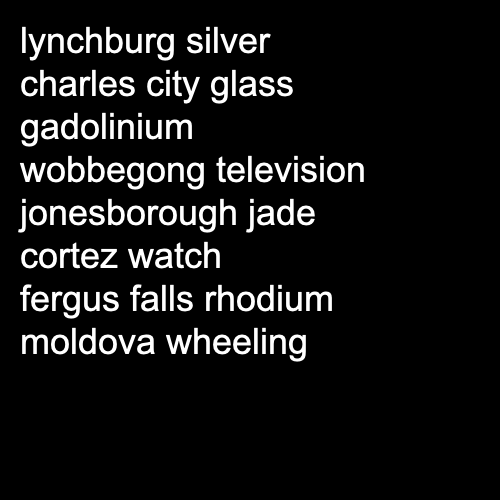 lynchburg silver
charles city glass
gadolinium
wobbegong television
jonesborough jade
cortez watch
fergus falls rhodium
moldova wheeling